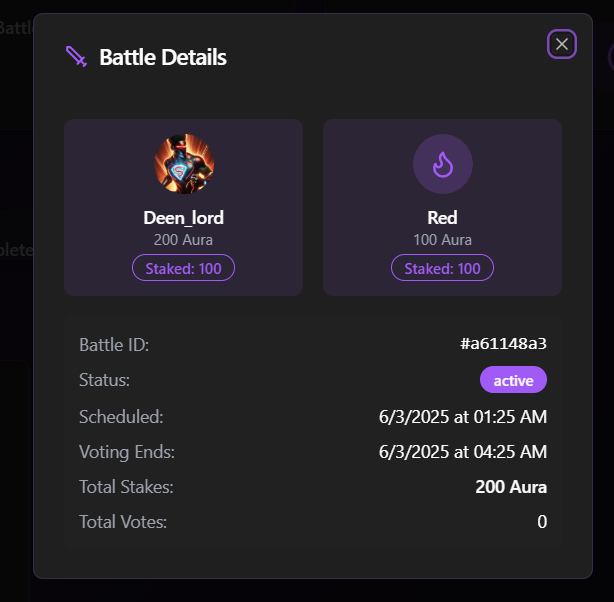 Battl
Battle Details
Deen_lord
200 Aura
Staked: 100
Red
100 Aura
Staked: 100
plete
Battle ID: #a61148a3
Status: active
Scheduled: 6/3/2025 at 01:25 AM
Voting Ends: 6/3/2025 at 04:25 AM
Total Stakes: 200 Aura
Total Votes: 0